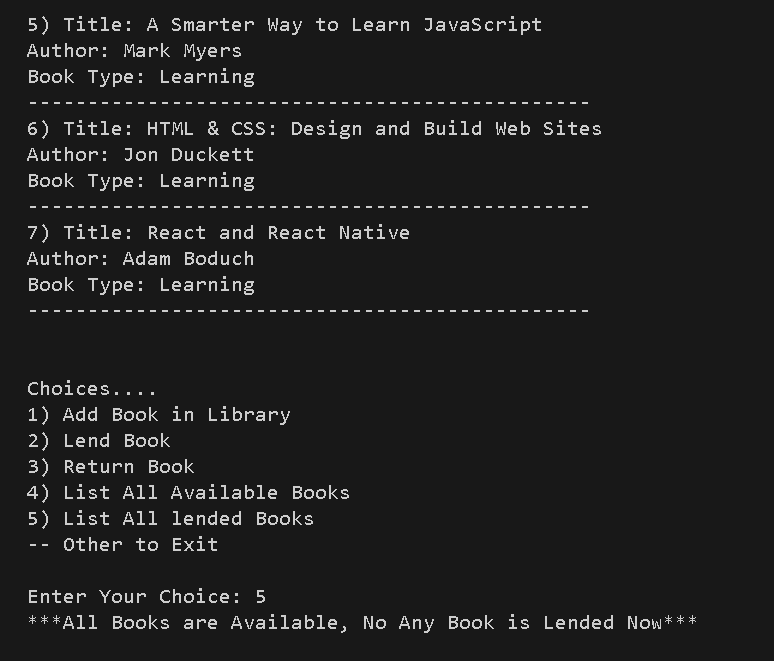 5) Title: A Smarter Way to Learn JavaScript
Author: Mark Myers
Book Type: Learning
-----------------------------------------------
6) Title: HTML & CSS: Design and Build Web Sites
Author: Jon Duckett
Book Type: Learning
-----------------------------------------------
7) Title: React and React Native
Author: Adam Boduch
Book Type: Learning
-----------------------------------------------
Choices....
1) Add Book in Library
2) Lend Book
3) Return Book
4) List All Available Books
5) List All lended Books
-- Other to Exit
Enter Your Choice: 5
***All Books are Available, No Any Book is Lended Now***